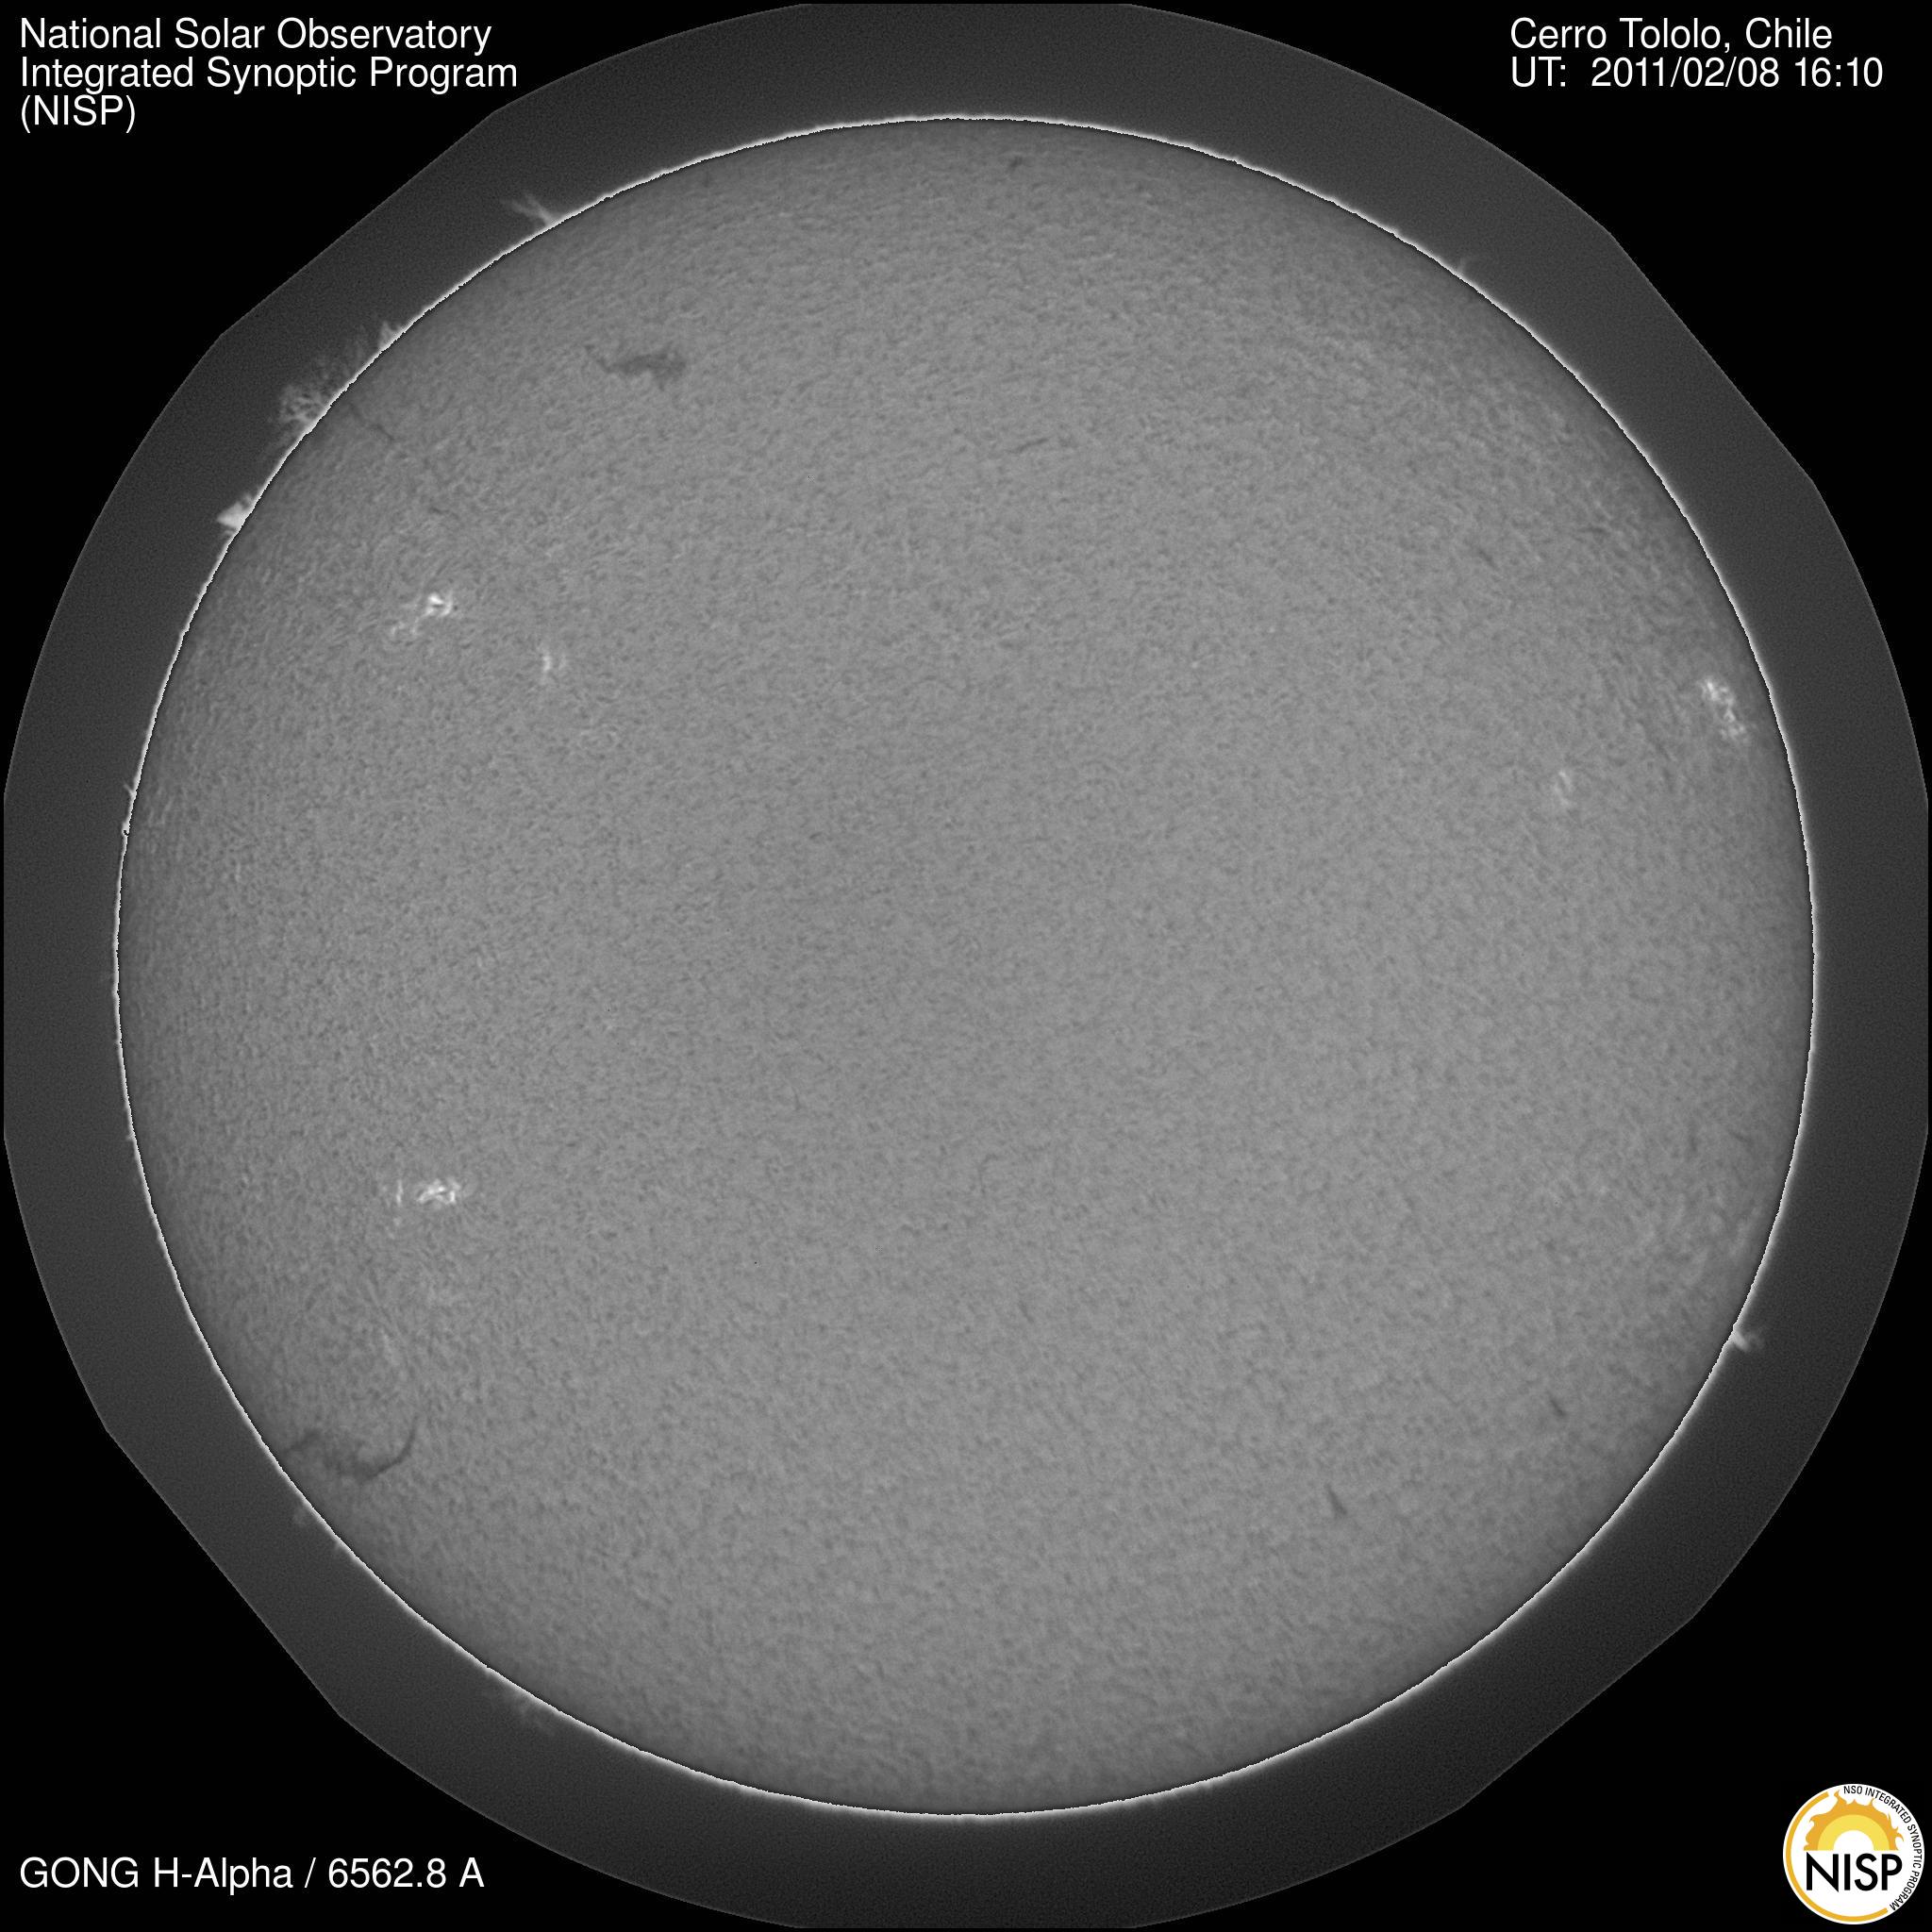 National Solar Observatory
Integrated Synoptic Program
(NISP)
Cerro Tololo, Chile
UT: 2011/02/08 16:10
GONG H-Alpha / 6562.8 A
NSO INTEGRATED SYNOPTIC PROGRAM
NISP